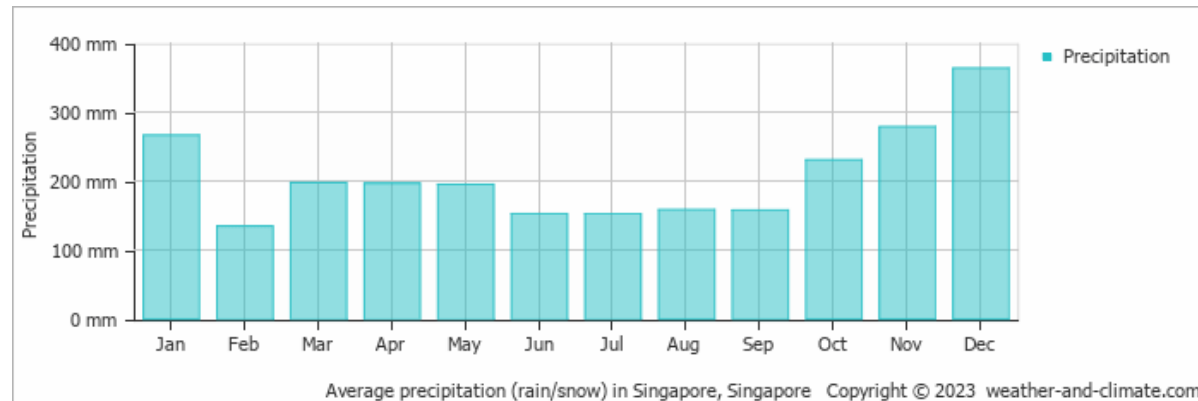 400 mm
Precipitation
300 mm
200 mm
100 mm
0 mm
Precipitation
Jan Feb Mar Apr May Jun Jul Aug Sep Oct Nov Dec
Average precipitation (rain/snow) in Singapore, Singapore Copyright © 2023 weather-and-climate.com